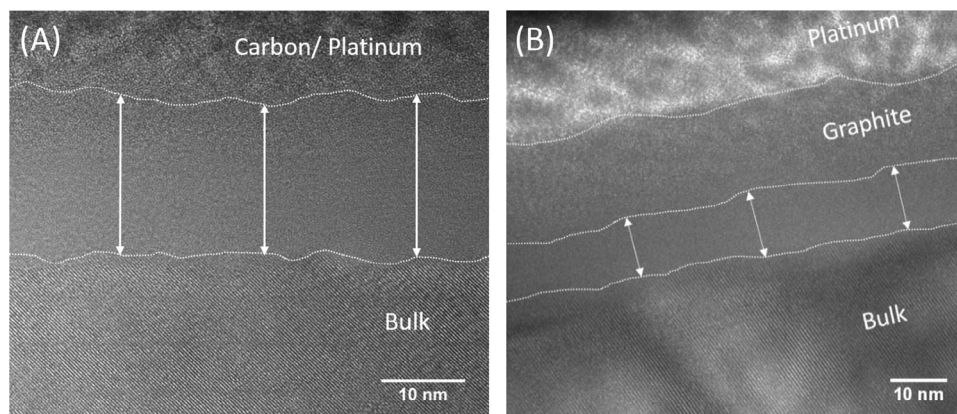 (A)
Carbon/ Platinum
Bulk
10 nm
(B)
Platinum
Graphite
Bulk
10 nm